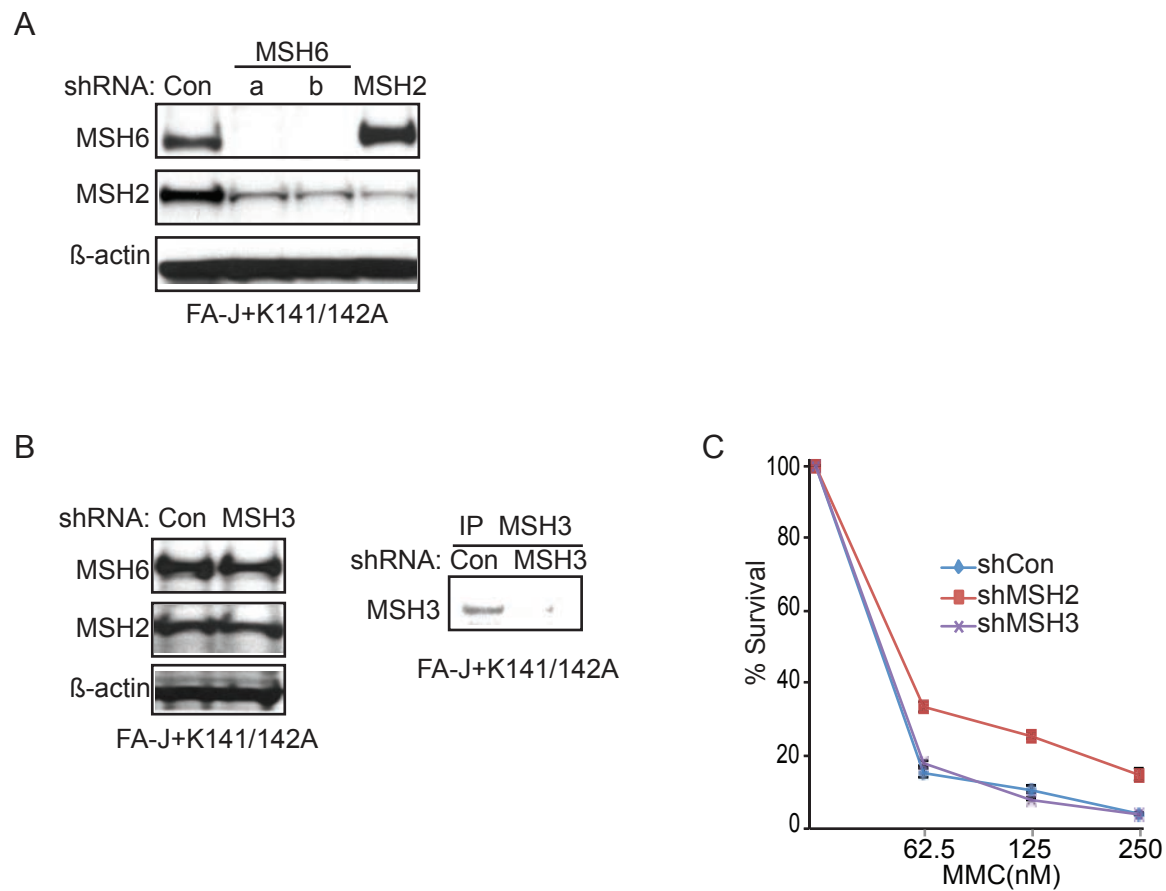 A
MSH6
shRNA: Con a b MSH2
MSH6
MSH2
ß-actin
FA-J+K141/142A
B
shRNA: Con MSH3
MSH6
MSH2
ß-actin
FA-J+K141/142A
IP MSH3
shRNA: Con MSH3
MSH3
FA-J+K141/142A
C
% Survival
100
80
60
40
20
0
shCon
shMSH2
shMSH3
62.5 125 250
MMC(nM)